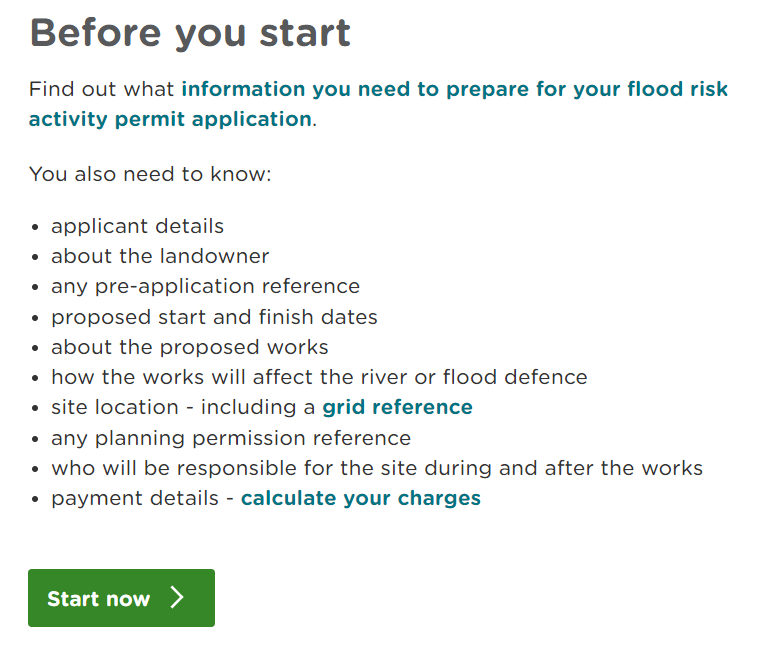 Before you start
Find out what information you need to prepare for your flood risk
activity permit application.
You also need to know:
• applicant details
• about the landowner
• any pre-application reference
• proposed start and finish dates
• about the proposed works
• how the works will affect the river or flood defence
• site location - including a grid reference
• any planning permission reference
• who will be responsible for the site during and after the works
• payment details - calculate your charges
Start now